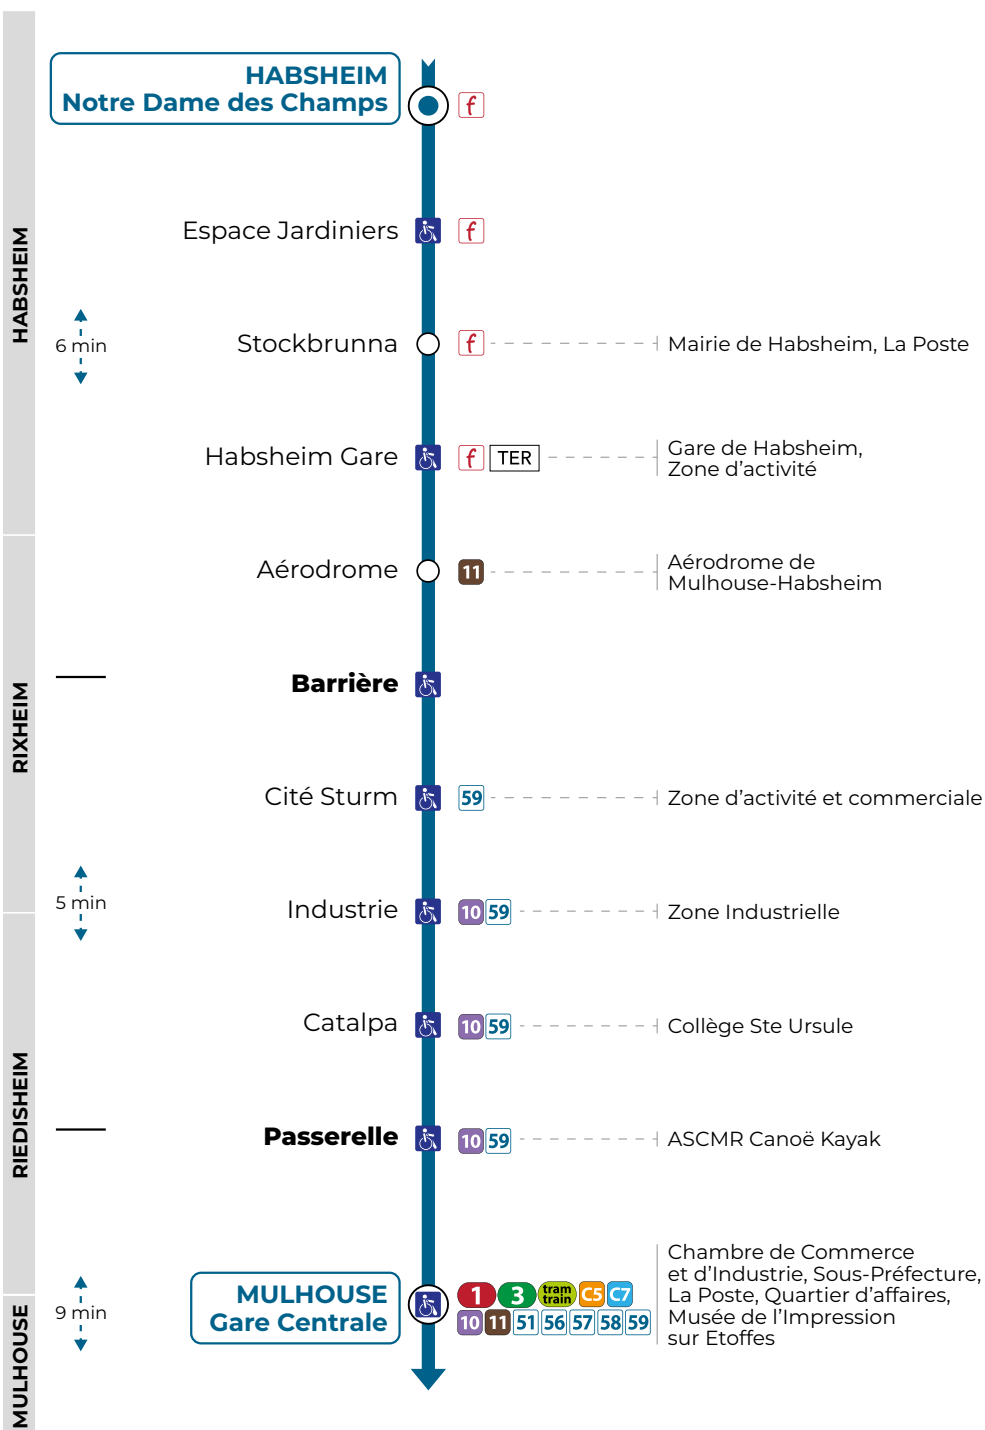 HABSHEIM
Notre Dame des Champs
f
Espace Jardiniers
f
HABSHEIM
6 min
Stockbrunna
f
Mairie de Habsheim, La Poste
Habsheim Gare
f TER
Gare de Habsheim,
Zone d'activité
Aérodrome
11
Aérodrome de
Mulhouse-Habsheim
RIXHEIM
Barrière
Cité Sturm
59
Zone d'activité et commerciale
5 min
Industrie
10 59
Zone Industrielle
Catalpa
10 59
Collège Ste Ursule
RIEDISHEIM
Passerelle
10 59
ASCMR Canoë Kayak
MULHOUSE
9 min
MULHOUSE
Gare Centrale
1 3 tram train C5 C7
10 11 51 56 57 58 59
Chambre de Commerce
et d'Industrie, Sous-Préfecture,
La Poste, Quartier d'affaires,
Musée de l'Impression
sur Etoffes